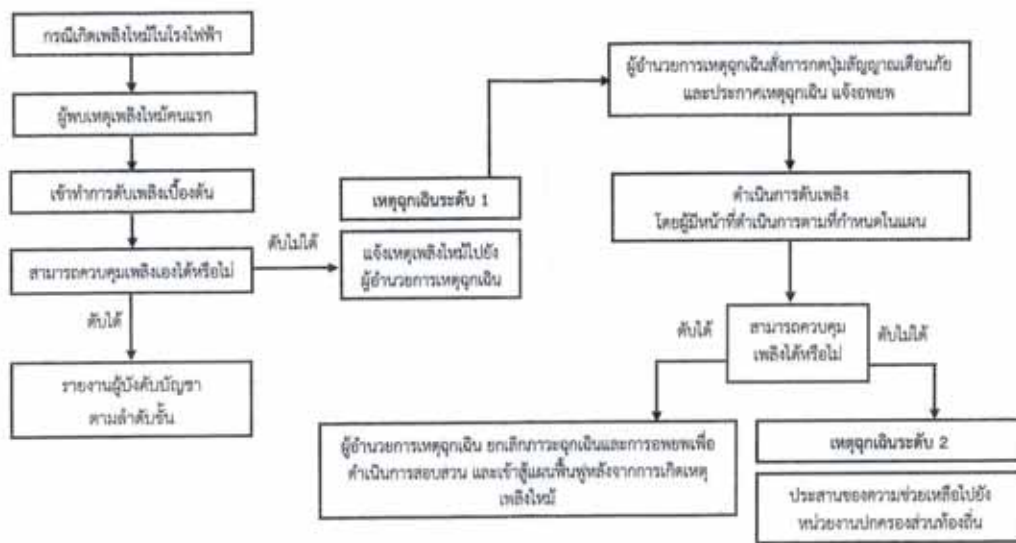 กรณีเกิดเพลิงไหม้ในโรงไฟฟ้า
ผู้พบเหตุเพลิงไหม้คนแรก
เข้าทำการดับเพลิงเบื้องต้น
สามารถควบคุมเพลิงเองได้หรือไม่
ดับไม่ได้
ดับได้
รายงานผู้บังคับบัญชา
ตามลำดับชั้น
เหตุฉุกเฉินระดับ 1
แจ้งเหตุเพลิงไหม้ไปยัง
ผู้อำนวยการเหตุฉุกเฉิน
ผู้อำนวยการเหตุฉุกเฉินสั่งการกดปุ่มสัญญาณเตือนภัย
และประกาศเหตุฉุกเฉิน แจ้งอพยพ
ดำเนินการดับเพลิง
โดยผู้มีหน้าที่ดำเนินการตามที่กำหนดในแผน
สามารถควบคุม
เพลิงได้หรือไม่
ดับได้
ดับไม่ได้
ผู้อำนวยการเหตุฉุกเฉิน ยกเลิกภาวะฉุกเฉินและการอพยพเพื่อ
ดำเนินการสอบสวน และเข้าสู่แผนฟื้นฟูหลังจากการเกิดเหตุ
เพลิงไหม้
เหตุฉุกเฉินระดับ 2
ประสานของความช่วยเหลือไปยัง
หน่วยงานปกครองส่วนท้องถิ่น